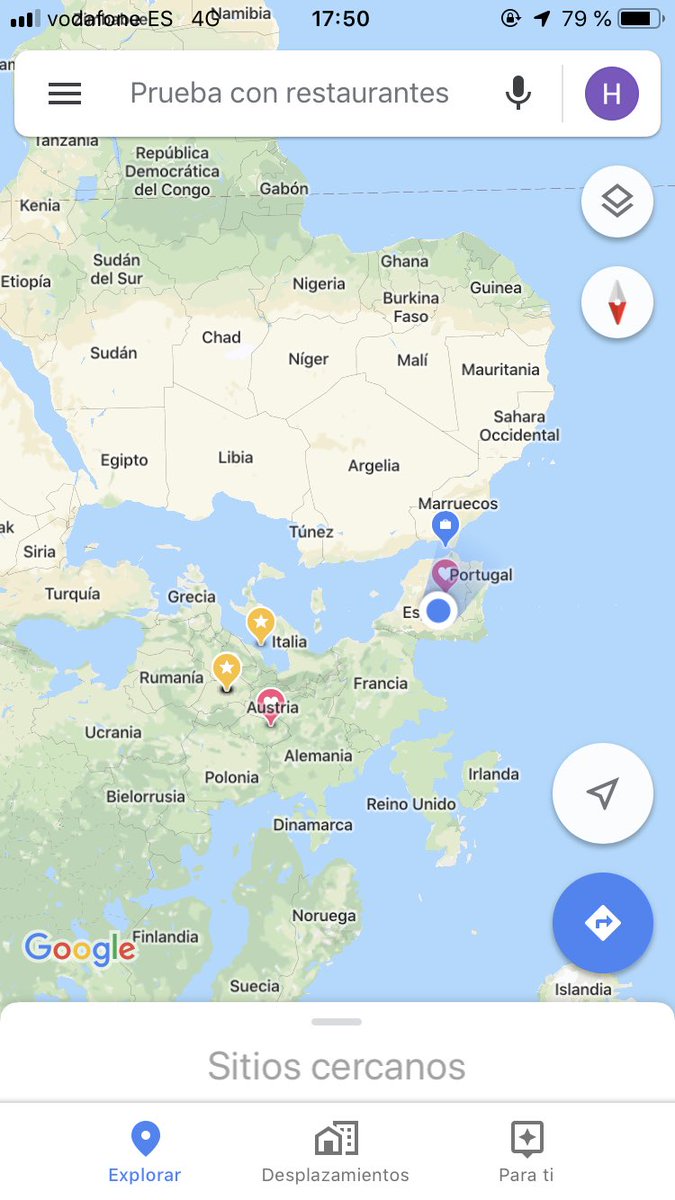 vodafone ES 4G 17:50 79 %
Zimbabue
Namibia
Prueba con restaurantes
H
Tanzania
República
Democrática
del Congo
Gabón
Kenia
Sudán
del Sur
Ghana
Etiopía
Nigeria
Guinea
Burkina
Faso
Chad
Sudán
Níger
Malí
Mauritania
Sahara
Occidental
Egipto
Libia
Argelia
Marruecos
Túnez
Siria
Portugal
Turquía
Grecia
Es
Italia
Rumanía
Francia
Austria
Ucrania
Alemania
Polonia
Irlanda
Bielorrusia
Reino Unido
Dinamarca
Noruega
Google
Finlandia
Suecia
Islandia
Sitios cercanos
Explorar
Desplazamientos
Para ti